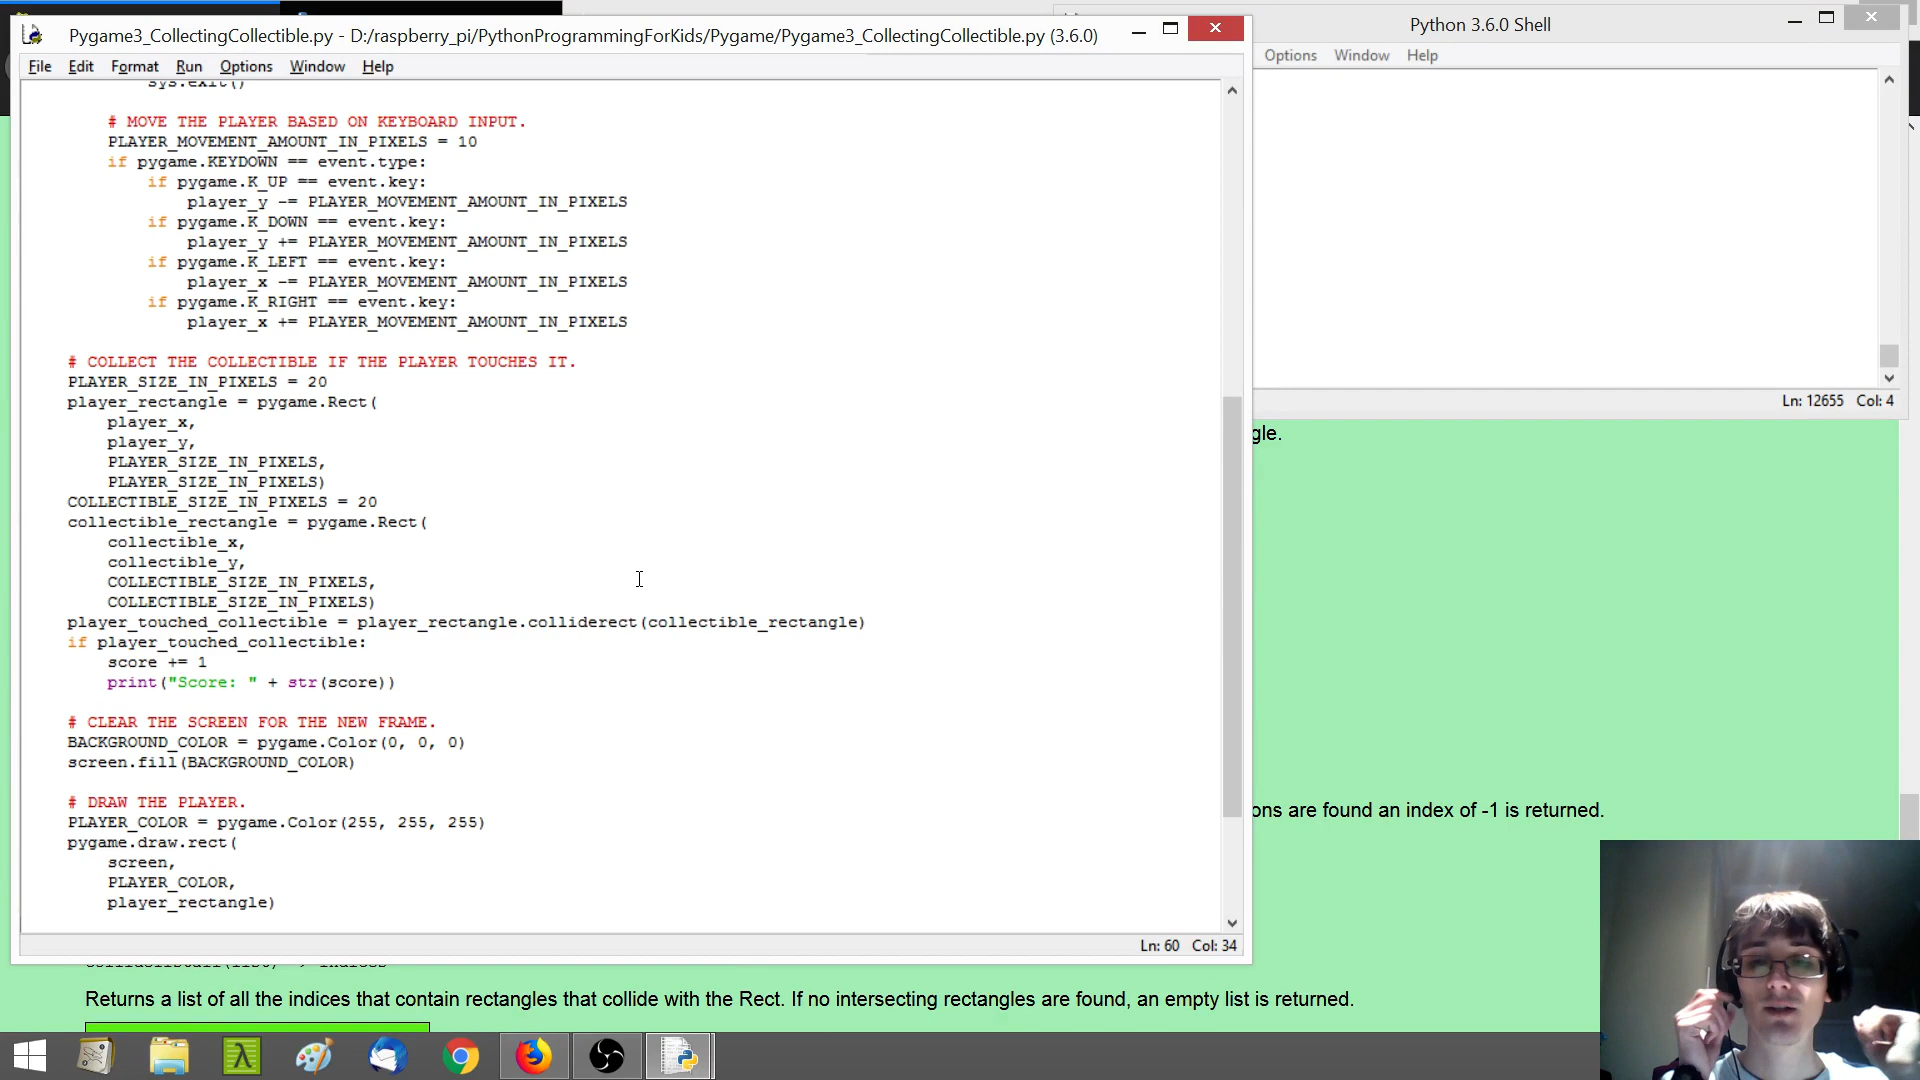 Pygame3_CollectingCollectible.py - D:/raspberry_pi/PythonProgrammingForKids/Pygame/Pygame3_CollectingCollectible.py (3.6.0)
File Edit Format Run Options Window Help
sys.exit()
# MOVE THE PLAYER BASED ON KEYBOARD INPUT.
PLAYER_MOVEMENT_AMOUNT_IN_PIXELS = 10
if pygame.KEYDOWN == event.type:
if pygame.K_UP == event.key:
player_y -= PLAYER_MOVEMENT_AMOUNT_IN_PIXELS
if pygame.K_DOWN == event.key:
player_y += PLAYER_MOVEMENT_AMOUNT_IN_PIXELS
if pygame.K_LEFT == event.key:
player_x -= PLAYER_MOVEMENT_AMOUNT_IN_PIXELS
if pygame.K_RIGHT == event.key:
player_x += PLAYER_MOVEMENT_AMOUNT_IN_PIXELS
# COLLECT THE COLLECTIBLE IF THE PLAYER TOUCHES IT.
PLAYER_SIZE_IN_PIXELS = 20
player_rectangle = pygame.Rect(
player_x,
player_y,
PLAYER_SIZE_IN_PIXELS,
PLAYER_SIZE_IN_PIXELS)
COLLECTIBLE_SIZE_IN_PIXELS = 20
collectible_rectangle = pygame.Rect(
collectible_x,
collectible_y,
COLLECTIBLE_SIZE_IN_PIXELS,
COLLECTIBLE_SIZE_IN_PIXELS)
player_touched_collectible = player_rectangle.colliderect(collectible_rectangle)
if player_touched_collectible:
score += 1
print("Score: " + str(score))
# CLEAR THE SCREEN FOR THE NEW FRAME.
BACKGROUND_COLOR = pygame.Color(0, 0, 0)
screen.fill(BACKGROUND_COLOR)
# DRAW THE PLAYER.
PLAYER_COLOR = pygame.Color(255, 255, 255)
pygame.draw.rect(
screen,
PLAYER_COLOR,
player_rectangle)
Ln: 60 Col: 34
Python 3.6.0 Shell
Options Window Help
Ln: 12655 Col: 4
gle.
ons are found an index of -1 is returned.
Returns a list of all the indices that contain rectangles that collide with the Rect. If no intersecting rectangles are found, an empty list is returned.